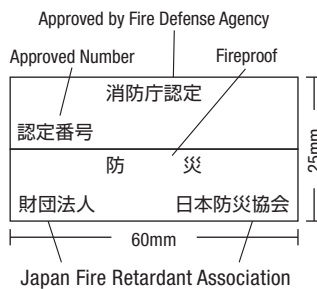 Approved by Fire Defense Agency
Approved Number
Fireproof
消防庁認定
認定番号
防 災
財団法人 日本防災協会
25mm
60mm
Japan Fire Retardant Association